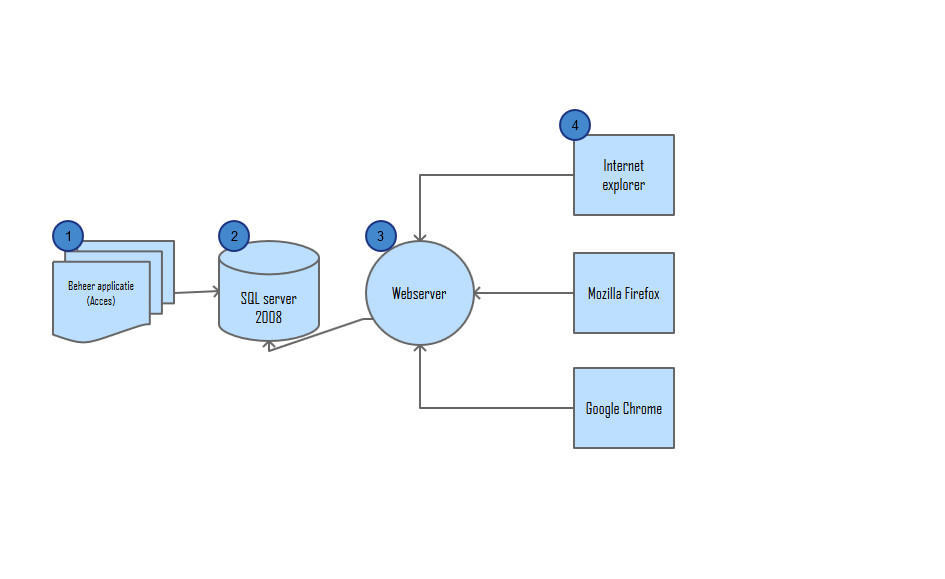 4
Internet
explorer
1
2
3
Beheer applicatie
(Acces)
SQL server
2008
Webserver
Mozilla Firefox
Google Chrome